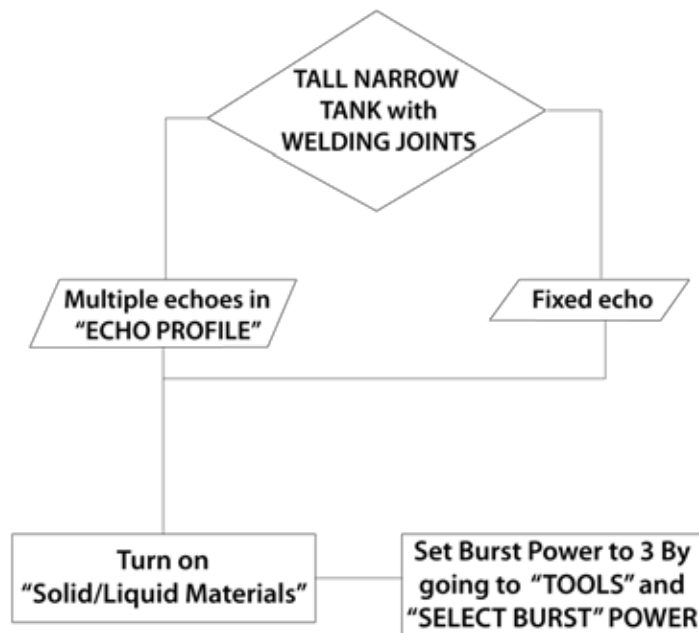 TALL NARROW
TANK with
WELDING JOINTS
Multiple echoes in
“ECHO PROFILE”
Fixed echo
Turn on
“Solid/Liquid Materials”
Set Burst Power to 3 By
going to “TOOLS” and
“SELECT BURST” POWER